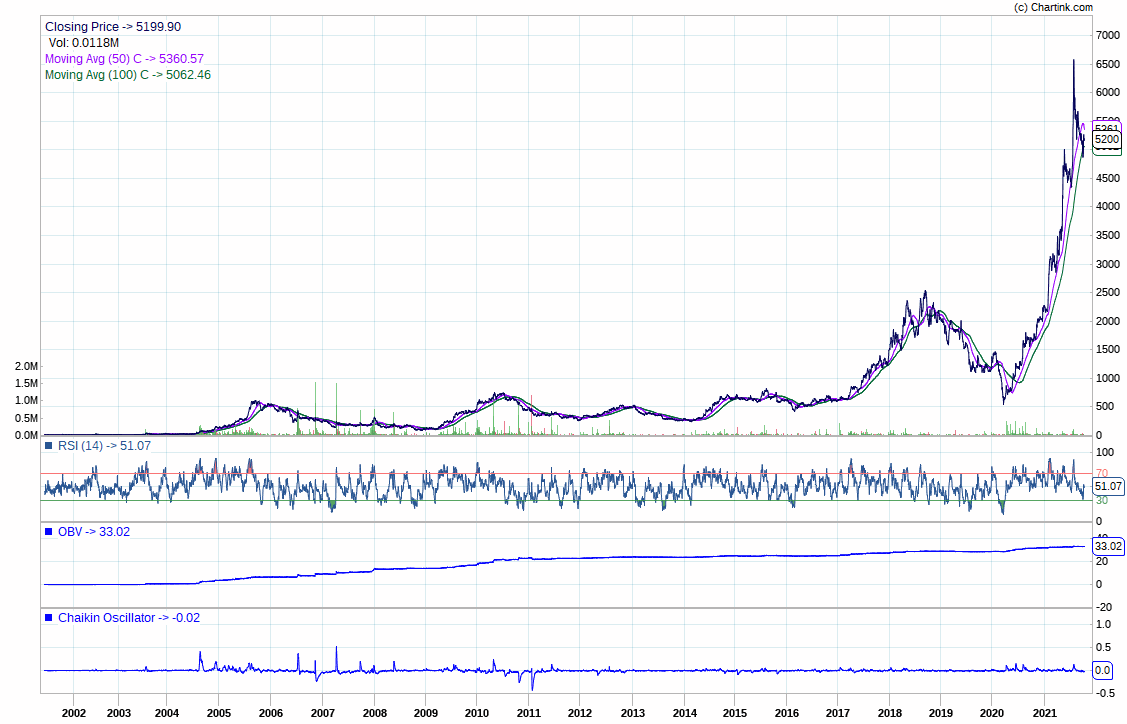 (c) Chartink.com
Closing Price -> 5199.90
Vol: 0.0118M
Moving Avg (50) C -> 5360.57
Moving Avg (100) C -> 5062.46
7000
6500
6000
5361
5200
4500
4000
3500
3000
2500
2000
1500
1000
500
0
2.0M
1.5M
1.0M
0.5M
0.0M
RSI (14) -> 51.07
100
70
51.07
30
0
OBV -> 33.02
33.02
20
0
-20
Chaikin Oscillator -> -0.02
1.0
0.5
0.0
-0.5
2002 2003 2004 2005 2006 2007 2008 2009 2010 2011 2012 2013 2014 2015 2016 2017 2018 2019 2020 2021